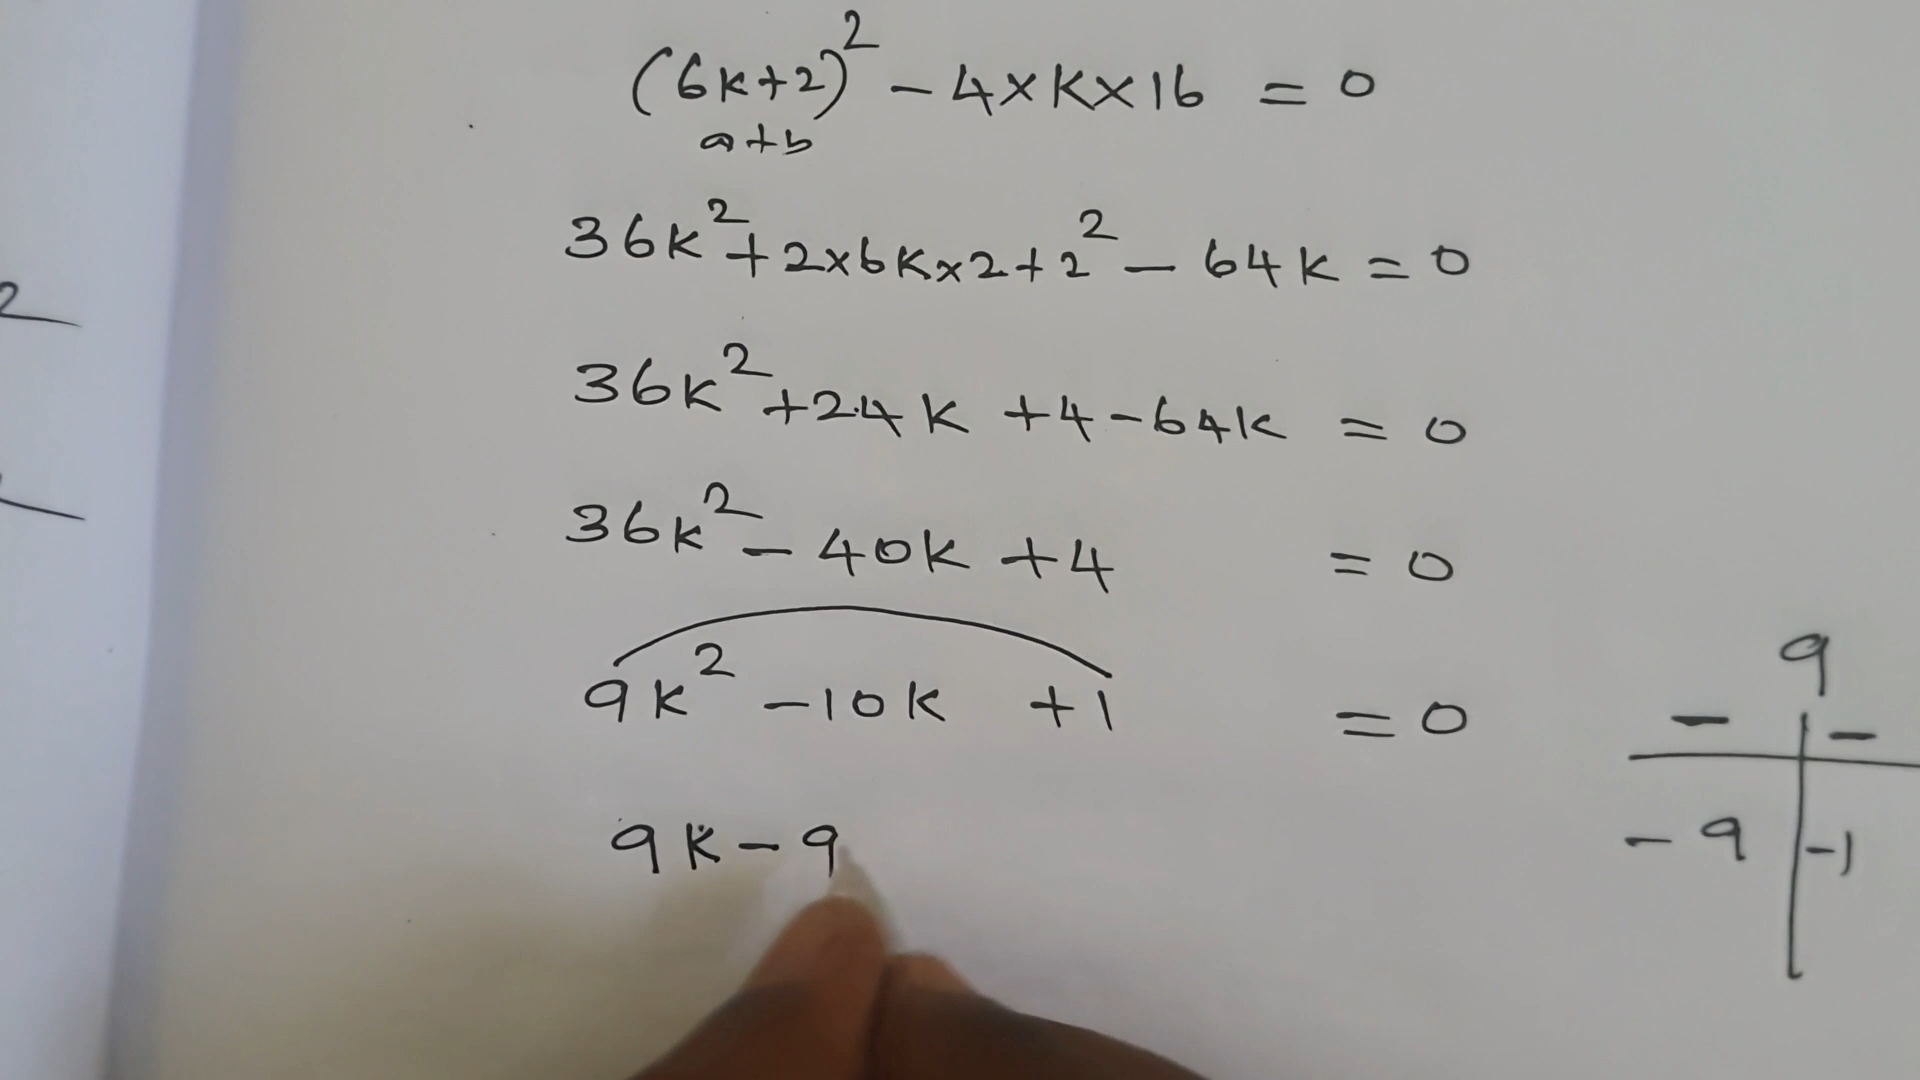 (6k+2)² - 4×k×16 = 0
a+b
36k² + 2×6k×2 + 2² - 64k = 0
36k² + 24k + 4 - 64k = 0
36k² - 40k + 4 = 0
9k² - 10k + 1 = 0
9k - 9
9
- | -
-9 | -1
2